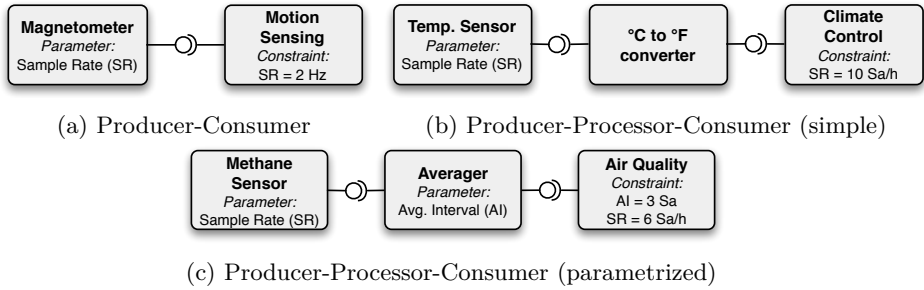 Magnetometer
Parameter:
Sample Rate (SR)
Motion
Sensing
Constraint:
SR = 2 Hz
(a) Producer-Consumer
Temp. Sensor
Parameter:
Sample Rate (SR)
°C to °F
converter
Climate
Control
Constraint:
SR = 10 Sa/h
(b) Producer-Processor-Consumer (simple)
Methane
Sensor
Parameter:
Sample Rate (SR)
Averager
Parameter:
Avg. Interval (AI)
Air Quality
Constraint:
AI = 3 Sa
SR = 6 Sa/h
(c) Producer-Processor-Consumer (parametrized)